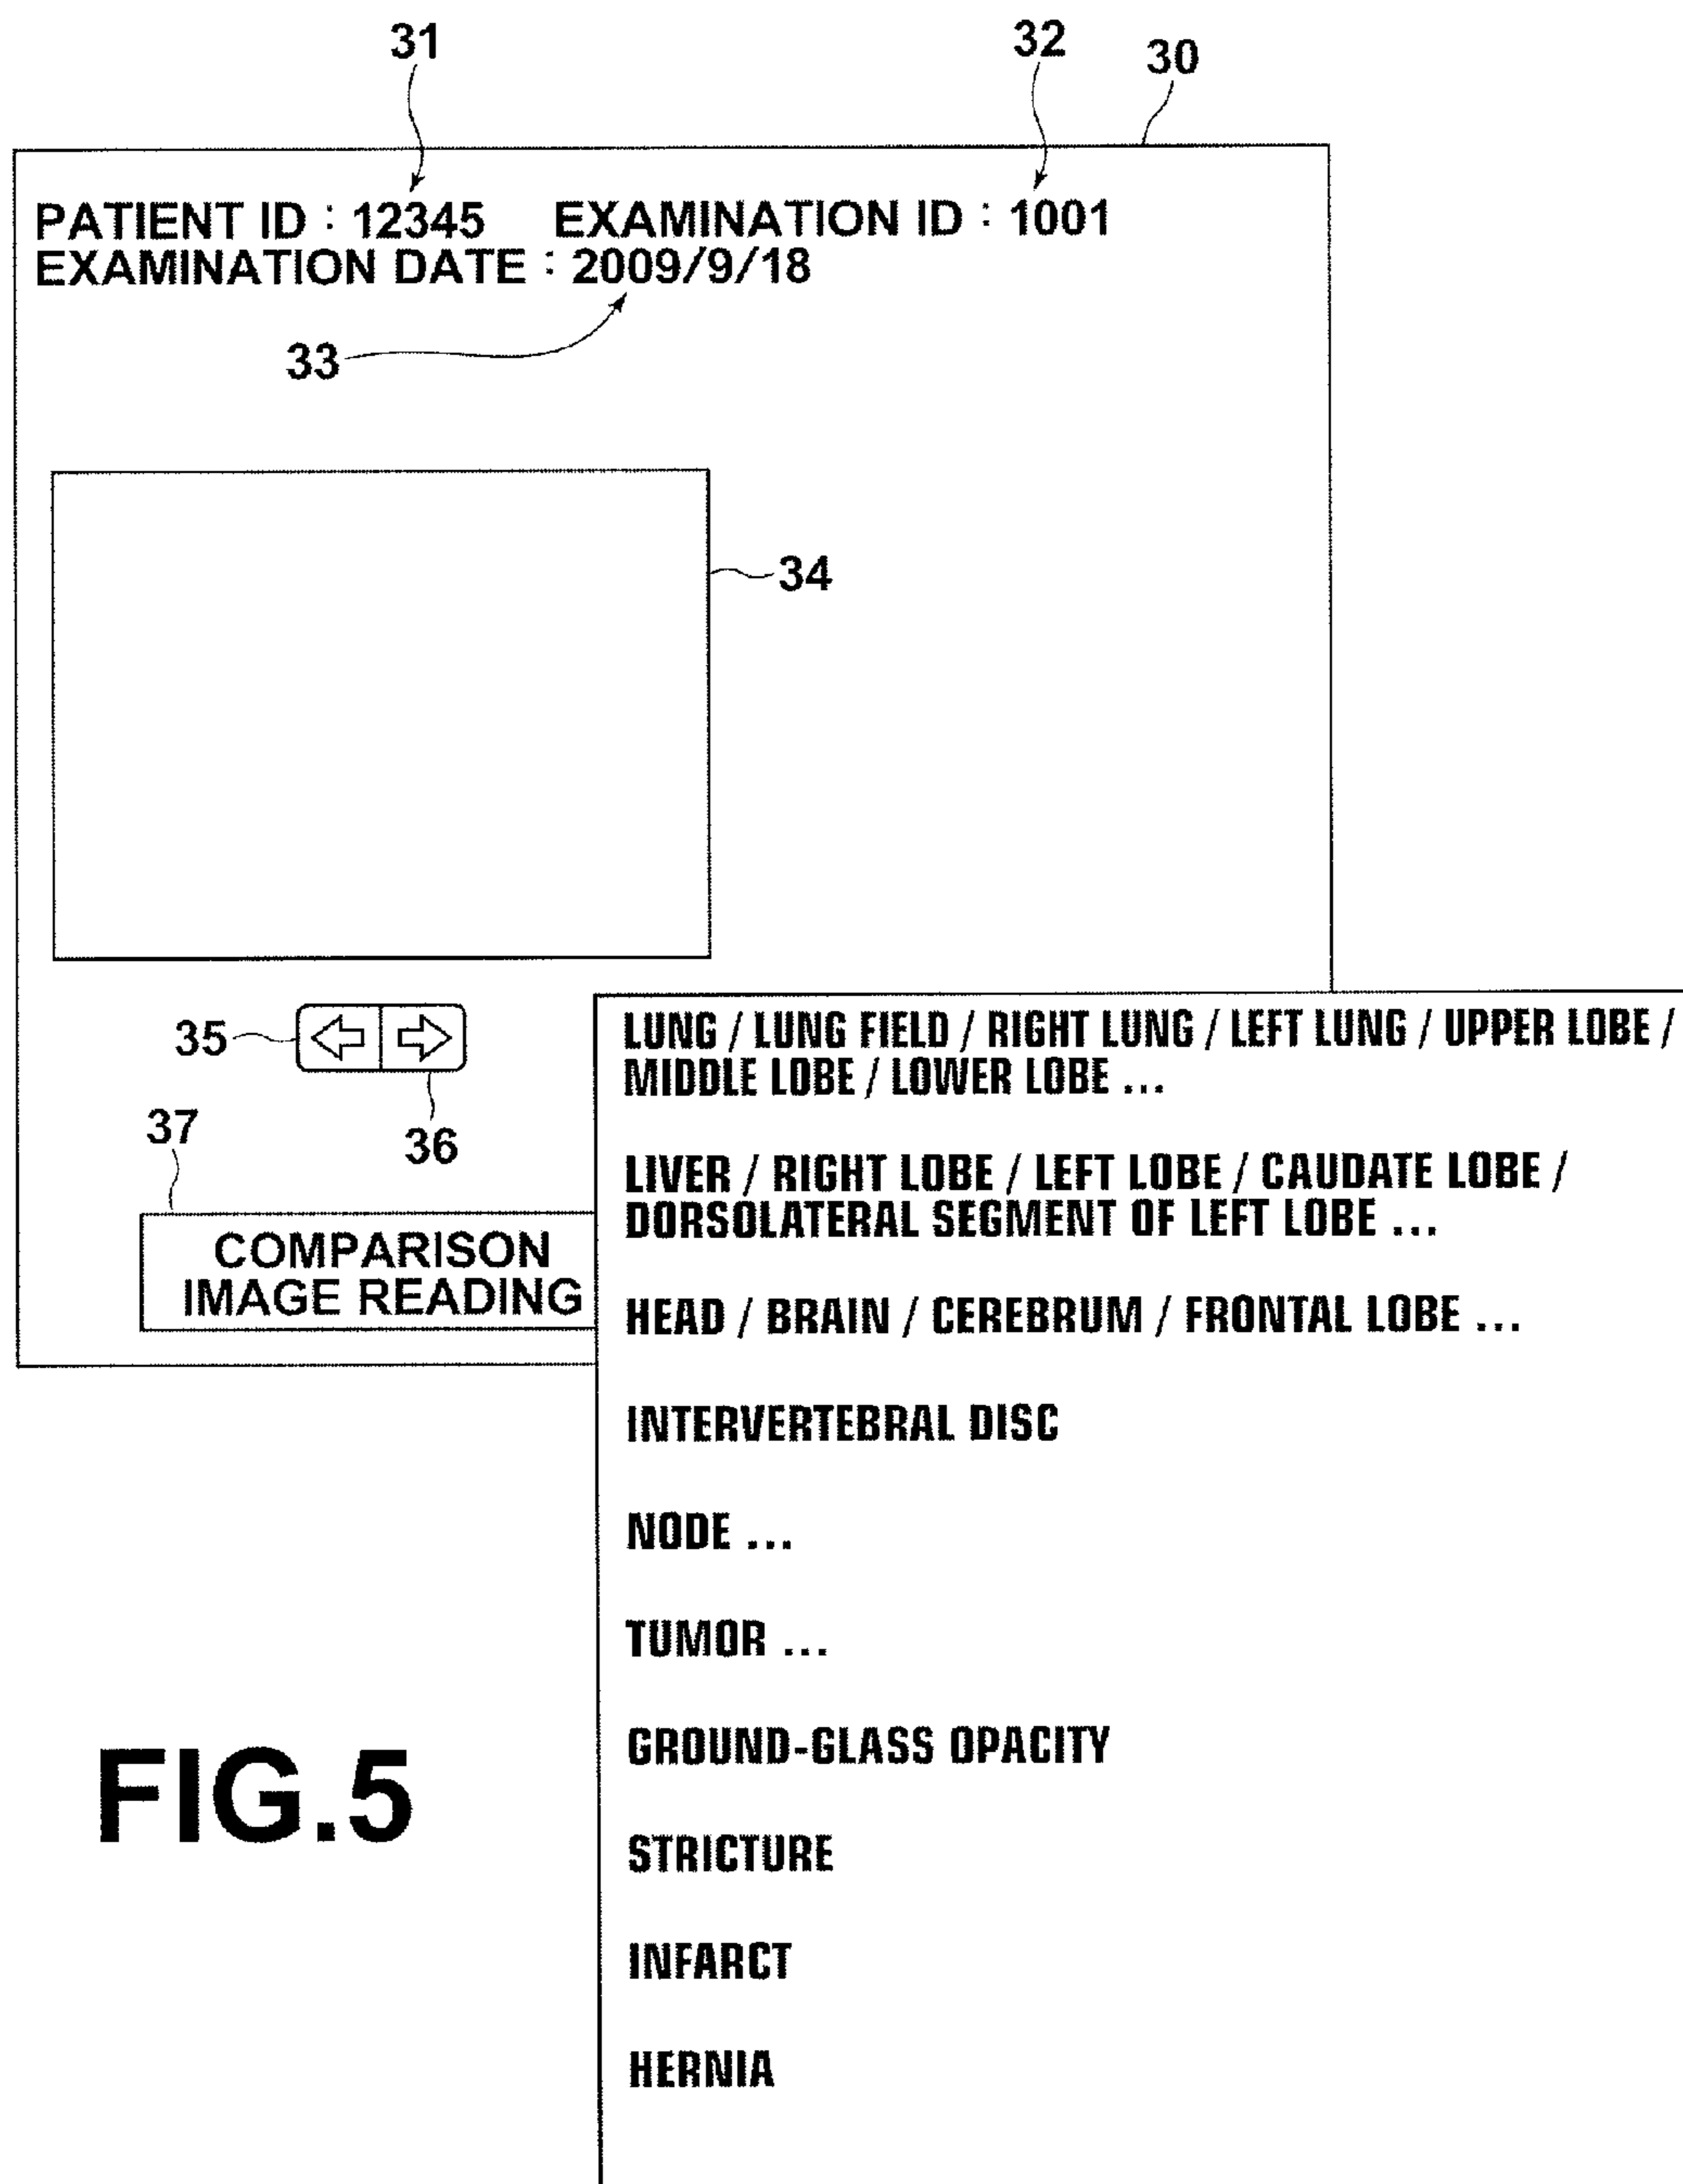 31
32
30
PATIENT ID : 12345 EXAMINATION ID : 1001
EXAMINATION DATE : 2009/9/18
33
34
35
36
37
COMPARISON
IMAGE READING
LUNG / LUNG FIELD / RIGHT LUNG / LEFT LUNG / UPPER LOBE /
MIDDLE LOBE / LOWER LOBE ...
LIVER / RIGHT LOBE / LEFT LOBE / CAUDATE LOBE /
DORSOLATERAL SEGMENT OF LEFT LOBE ...
HEAD / BRAIN / CEREBRUM / FRONTAL LOBE ...
INTERVERTEBRAL DISC
NODE ...
TUMOR ...
GROUND-GLASS OPACITY
STRICTURE
INFARCT
HERNIA
FIG.5